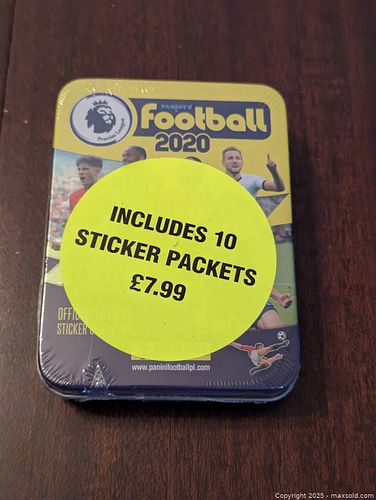 PANINI'S
Football
2020
Premier League
INCLUDES 10
STICKER PACKETS
£7.99
STICKER
www.paninifootballpl.com
Copyright 2025 - maxsold.com